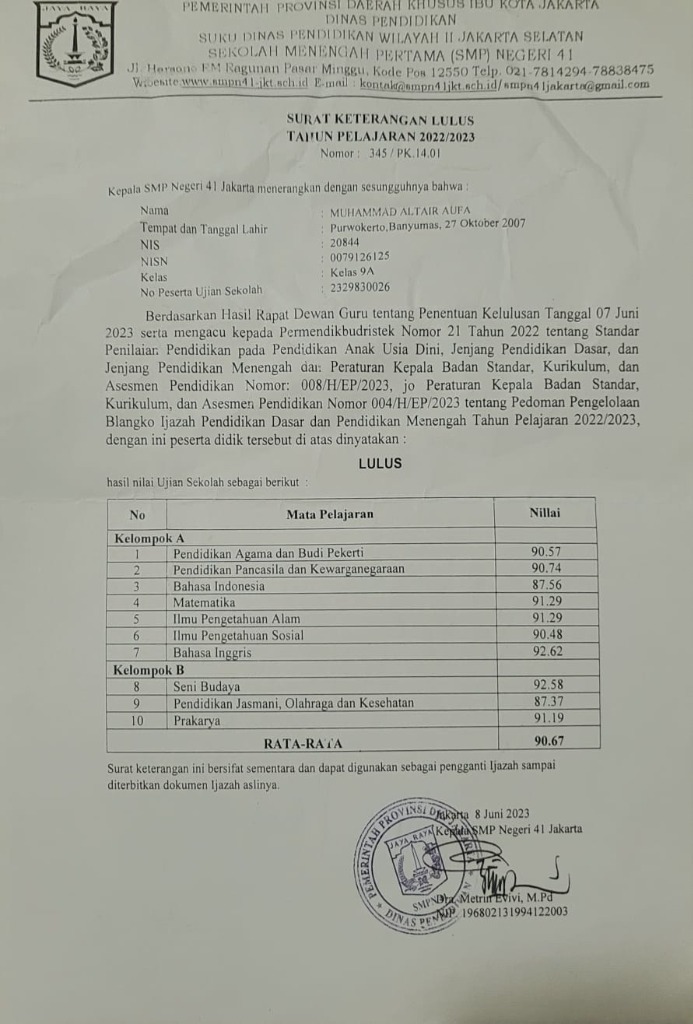 JAYA RAYA
PEMERINTAH PROVINSI DAERAH KHUSUS IBU KOTA JAKARTA
DINAS PENDIDIKAN
SUKU DINAS PENDIDIKAN WILAYAH II JAKARTA SELATAN
SEKOLAH MENENGAH PERTAMA (SMP) NEGERI 41
Jl. Harsono RM Ragunan Pasar Minggu, Kode Pos 12550 Telp. 021-7814294-78838475
Website www.smpn41-jkt.sch.id E-mail : kontak@smpn41jkt.sch.id/smpn41jakarta@gmail.com
SURAT KETERANGAN LULUS
TAHUN PELAJARAN 2022/2023
Nomor : 345 / PK.14.01
Kepala SMP Negeri 41 Jakarta menerangkan dengan sesungguhnya bahwa :
Nama : MUHAMMAD ALTAIR AUFA
Tempat dan Tanggal Lahir : Purwokerto,Banyumas, 27 Oktober 2007
NIS : 20844
NISN : 0079126125
Kelas : Kelas 9A
No Peserta Ujian Sekolah : 2329830026
Berdasarkan Hasil Rapat Dewan Guru tentang Penentuan Kelulusan Tanggal 07 Juni
2023 serta mengacu kepada Permendikbudristek Nomor 21 Tahun 2022 tentang Standar
Penilaian Pendidikan pada Pendidikan Anak Usia Dini, Jenjang Pendidikan Dasar, dan
Jenjang Pendidikan Menengah dan Peraturan Kepala Badan Standar, Kurikulum, dan
Asesmen Pendidikan Nomor: 008/H/EP/2023, jo Peraturan Kepala Badan Standar,
Kurikulum, dan Asesmen Pendidikan Nomor 004/H/EP/2023 tentang Pedoman Pengelolaan
Blangko Ijazah Pendidikan Dasar dan Pendidikan Menengah Tahun Pelajaran 2022/2023,
dengan ini peserta didik tersebut di atas dinyatakan :
LULUS
hasil nilai Ujian Sekolah sebagai berikut :
No Mata Pelajaran Nillai
Kelompok A
1 Pendidikan Agama dan Budi Pekerti 90.57
2 Pendidikan Pancasila dan Kewarganegaraan 90.74
3 Bahasa Indonesia 87.56
4 Matematika 91.29
5 Ilmu Pengetahuan Alam 91.29
6 Ilmu Pengetahuan Sosial 90.48
7 Bahasa Inggris 92.62
Kelompok B
8 Seni Budaya 92.58
9 Pendidikan Jasmani, Olahraga dan Kesehatan 87.37
10 Prakarya 91.19
RATA-RATA 90.67
Surat keterangan ini bersifat sementara dan dapat digunakan sebagai pengganti Ijazah sampai
diterbitkan dokumen Ijazah aslinya.
Jakarta 8 Juni 2023
Kepala SMP Negeri 41 Jakarta
PEMERINTAH PROVINSI
JAYA RAYA
SMPN
DINAS PENDIDIKAN
Dra. Metrin Evivi, M.Pd
NIP. 196802131994122003